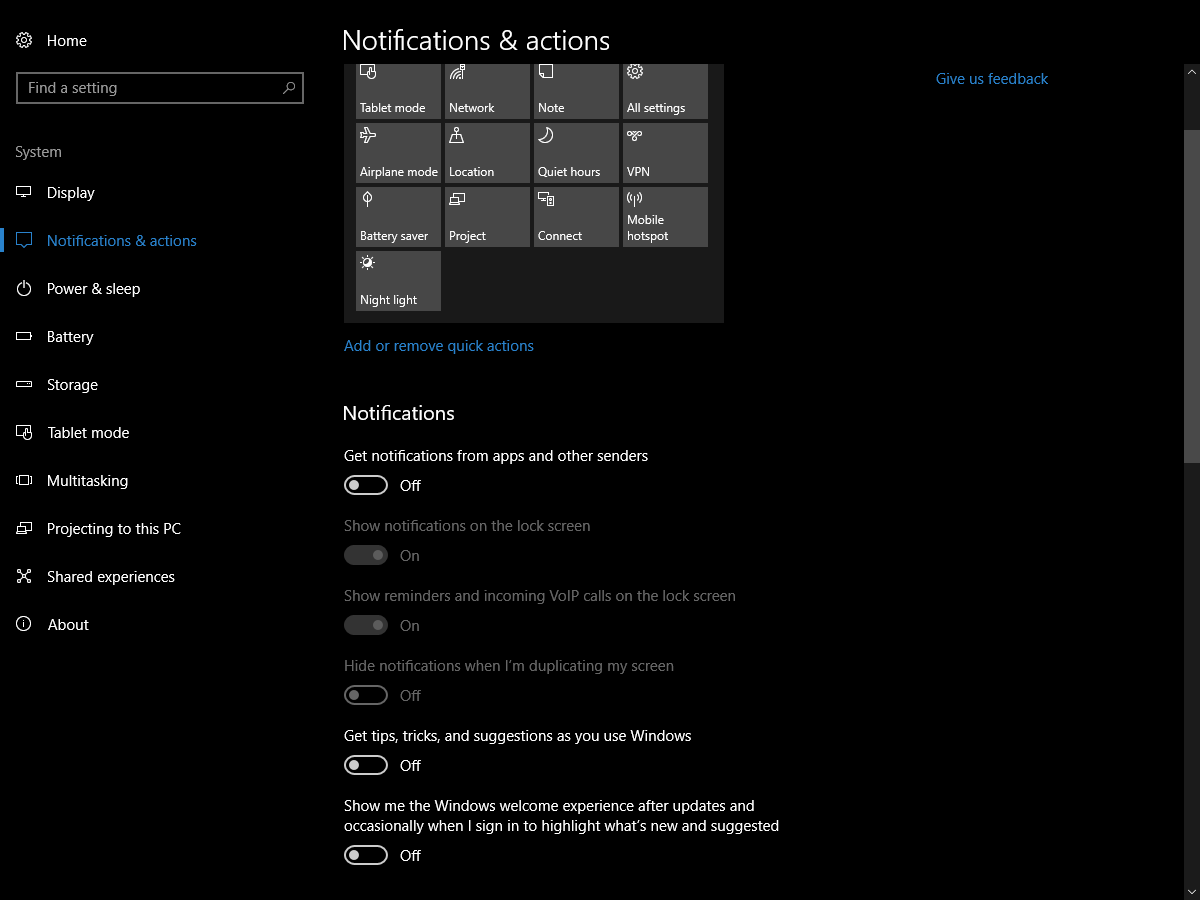 Home
Find a setting
System
Display
Notifications & actions
Power & sleep
Battery
Storage
Tablet mode
Multitasking
Projecting to this PC
Shared experiences
About
Notifications & actions
Tablet mode
Network
Note
All settings
Airplane mode
Location
Quiet hours
VPN
Battery saver
Project
Connect
Mobile
hotspot
Night light
Add or remove quick actions
Notifications
Get notifications from apps and other senders
Off
Show notifications on the lock screen
On
Show reminders and incoming VoIP calls on the lock screen
On
Hide notifications when I'm duplicating my screen
Off
Get tips, tricks, and suggestions as you use Windows
Off
Show me the Windows welcome experience after updates and
occasionally when I sign in to highlight what's new and suggested
Off
Give us feedback